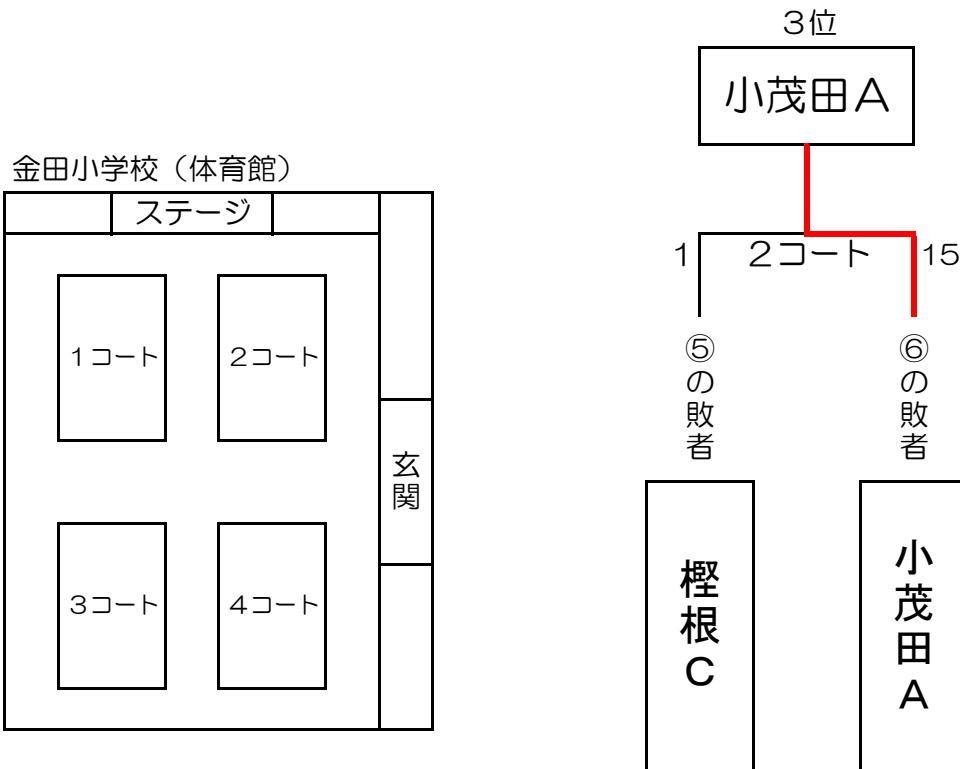 3位
小茂田A
金田小学校（体育館）
ステージ
1コート
2コート
玄関
3コート
4コート
1
2コート
15
⑤の敗者
⑥の敗者
樫根C
小茂田A